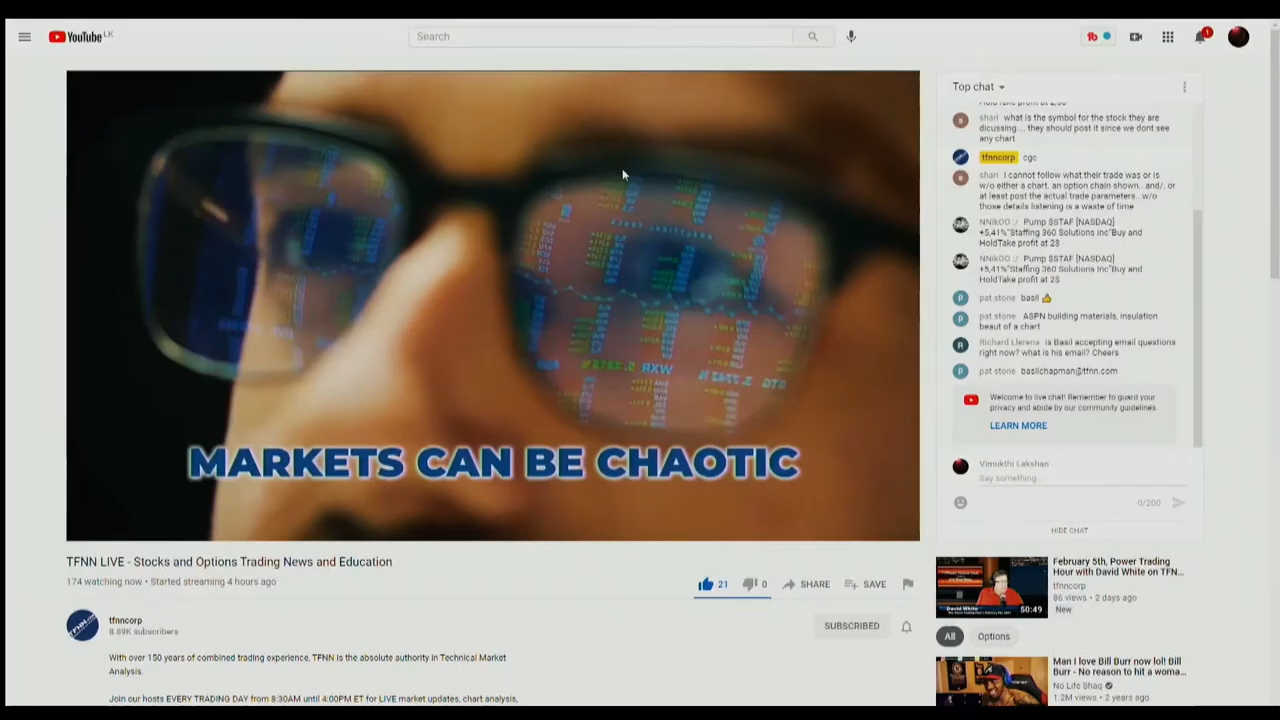 YouTube LK
Search
1
Top chat
shari what is the symbol for the stock they are
dicussing.... they should post it since we dont see
any chart
tfnncorp cgc
shari I cannot follow what their trade was or is
w/o either a chart, an option chain shown...and/. or
at least post the actual trade parameters...w/o
those details listening is a waste of time
NNikOO :/ Pump $STAF [NASDAQ]
+5,41%"Staffing 360 Solutions Inc"Buy and
HoldTake profit at 2$
NNikOO :/ Pump $STAF [NASDAQ]
+5,41%"Staffing 360 Solutions Inc"Buy and
HoldTake profit at 2$
pat stone basil 👍
pat stone ASPN building materials, insulation
beaut of a chart
Richard Llerena is Basil accepting email questions
right now? what is his email? Cheers
pat stone basilchapman@tfnn.com
Welcome to live chat! Remember to guard your
privacy and abide by our community guidelines.
LEARN MORE
Vimukthi Lakshan
Say something...
0/200
HIDE CHAT
MARKETS CAN BE CHAOTIC
TFNN LIVE - Stocks and Options Trading News and Education
174 watching now • Started streaming 4 hours ago
21 0 SHARE SAVE
tfnncorp
8.89K subscribers
SUBSCRIBED
With over 150 years of combined trading experience, TFNN is the absolute authority in Technical Market
Analysis.
Join our hosts EVERY TRADING DAY from 8:30AM until 4:00PM ET for LIVE market updates, chart analysis,
February 5th, Power Trading
Hour with David White on TFN...
tfnncorp
86 views • 2 days ago
New
David White
50:49
All Options
Man I love Bill Burr now lol! Bill
Burr - No reason to hit a woma...
No Life Shaq
1.2M views • 2 years ago